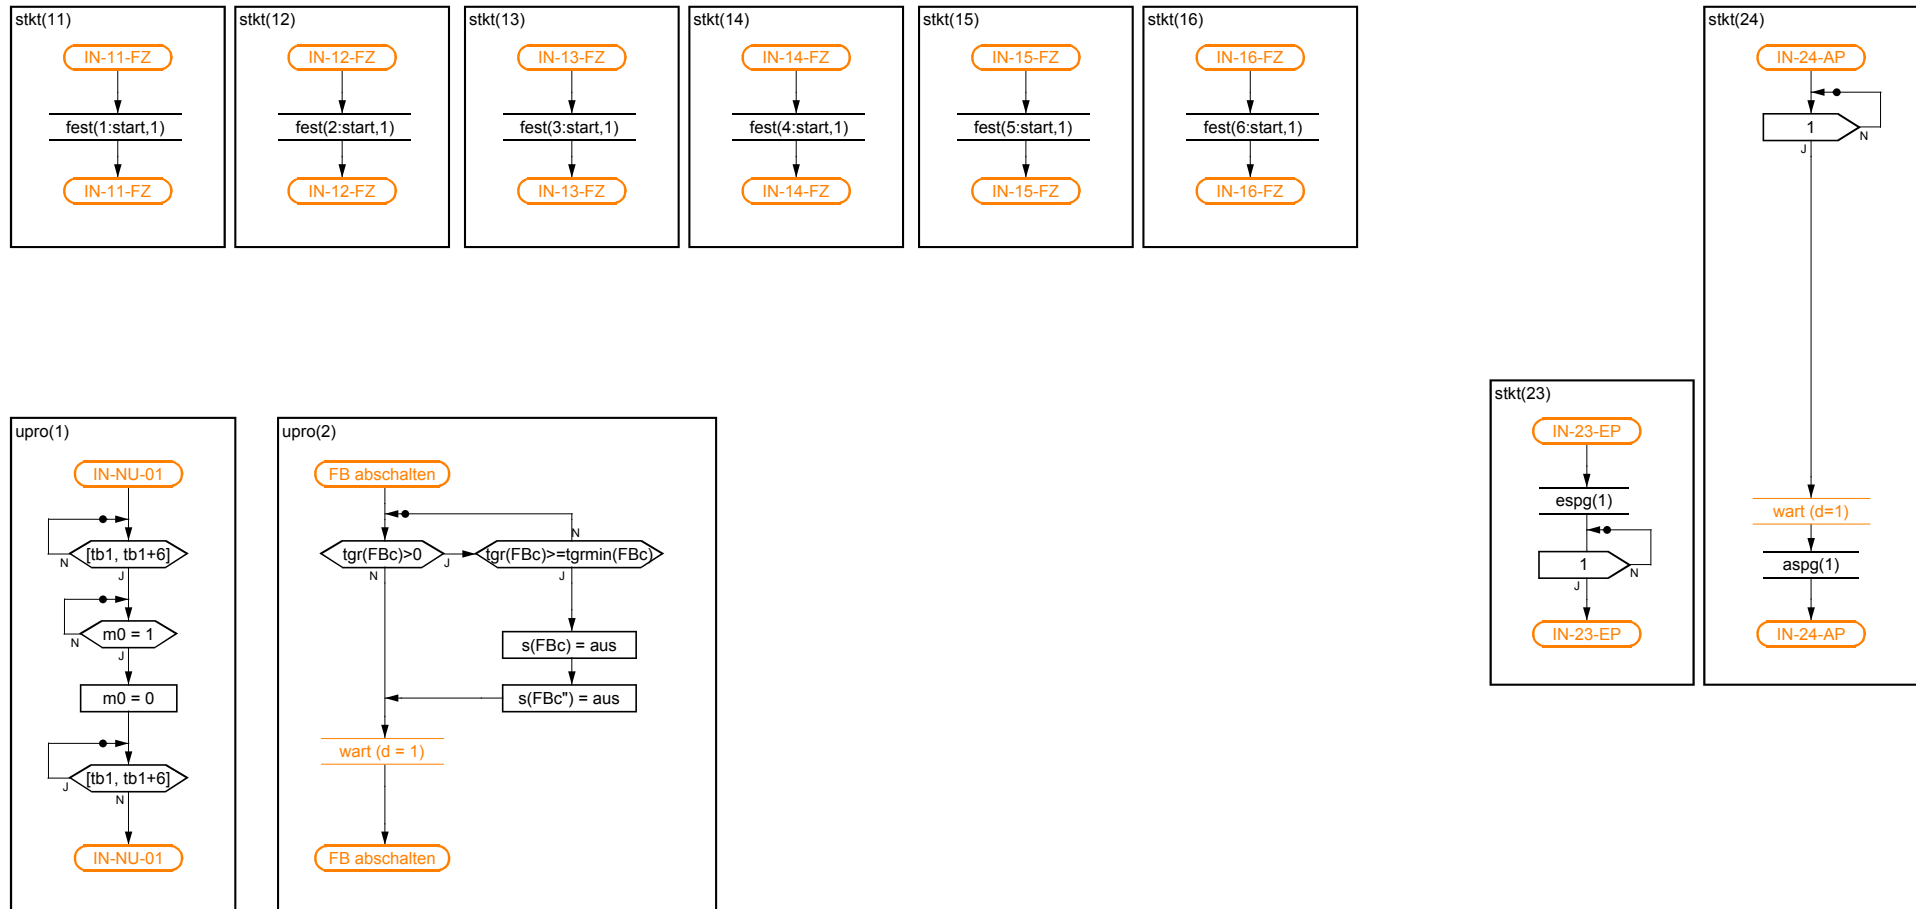 stkt(11)
IN-11-FZ
fest(1:start,1)
IN-11-FZ
stkt(12)
IN-12-FZ
fest(2:start,1)
IN-12-FZ
stkt(13)
IN-13-FZ
fest(3:start,1)
IN-13-FZ
stkt(14)
IN-14-FZ
fest(4:start,1)
IN-14-FZ
stkt(15)
IN-15-FZ
fest(5:start,1)
IN-15-FZ
stkt(16)
IN-16-FZ
fest(6:start,1)
IN-16-FZ
stkt(24)
IN-24-AP
1
N
J
wart (d=1)
aspg(1)
IN-24-AP
stkt(23)
IN-23-EP
espg(1)
1
N
J
IN-23-EP
upro(1)
IN-NU-01
[tb1, tb1+6]
N
J
m0 = 1
N
J
m0 = 0
[tb1, tb1+6]
J
N
IN-NU-01
upro(2)
FB abschalten
N
tgr(FBc)>0
J
tgr(FBc)>=tgrmin(FBc)
N
J
s(FBc) = aus
s(FBc") = aus
wart (d = 1)
FB abschalten